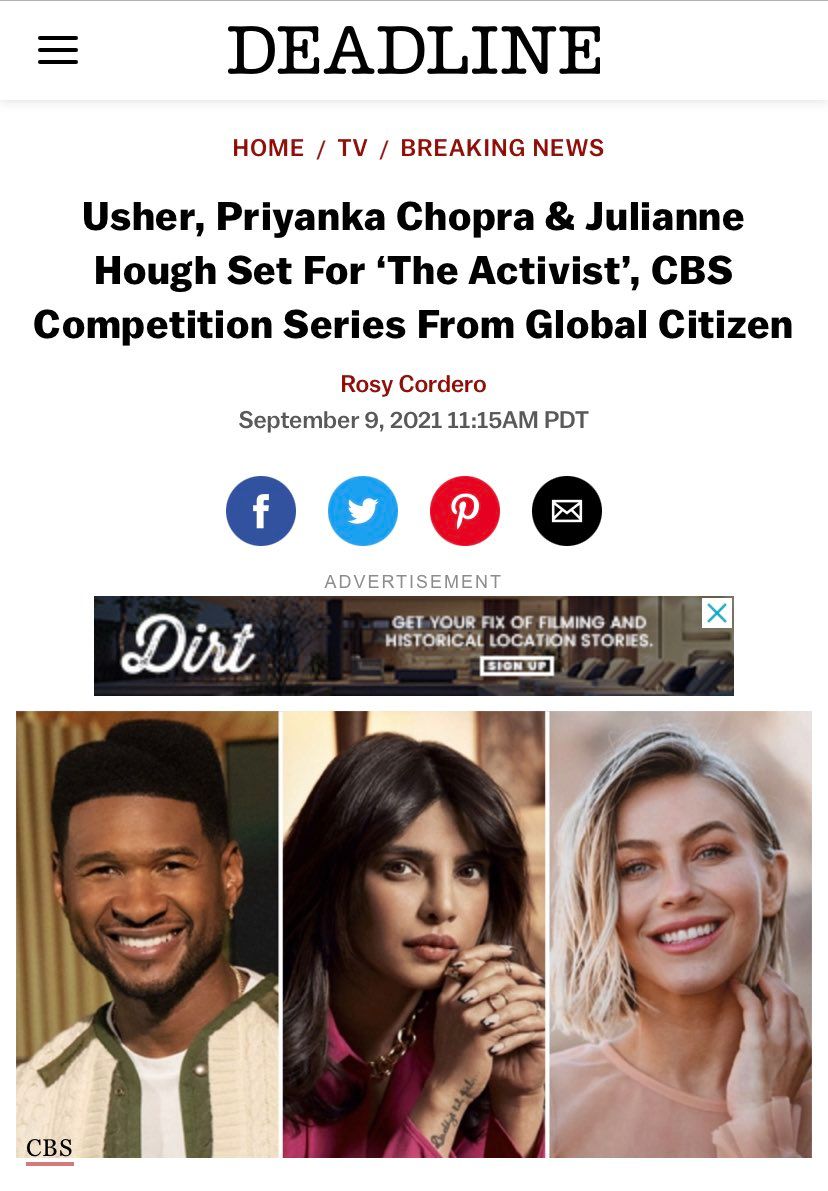 DEADLINE
HOME / TV / BREAKING NEWS
Usher, Priyanka Chopra & Julianne
Hough Set For ‘The Activist’, CBS
Competition Series From Global Citizen
Rosy Cordero
September 9, 2021 11:15AM PDT
ADVERTISEMENT
Dirt
GET YOUR FIX OF FILMING AND
HISTORICAL LOCATION STORIES.
SIGN UP
Daddy's lil girl..
CBS